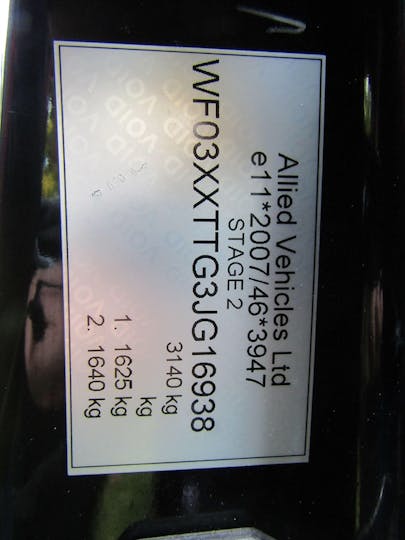 Allied Vehicles Ltd
e11*2007/46*3947
STAGE 2
WF03XXTTG3JG16938
3140 kg
kg
1. 1625 kg
2. 1640 kg